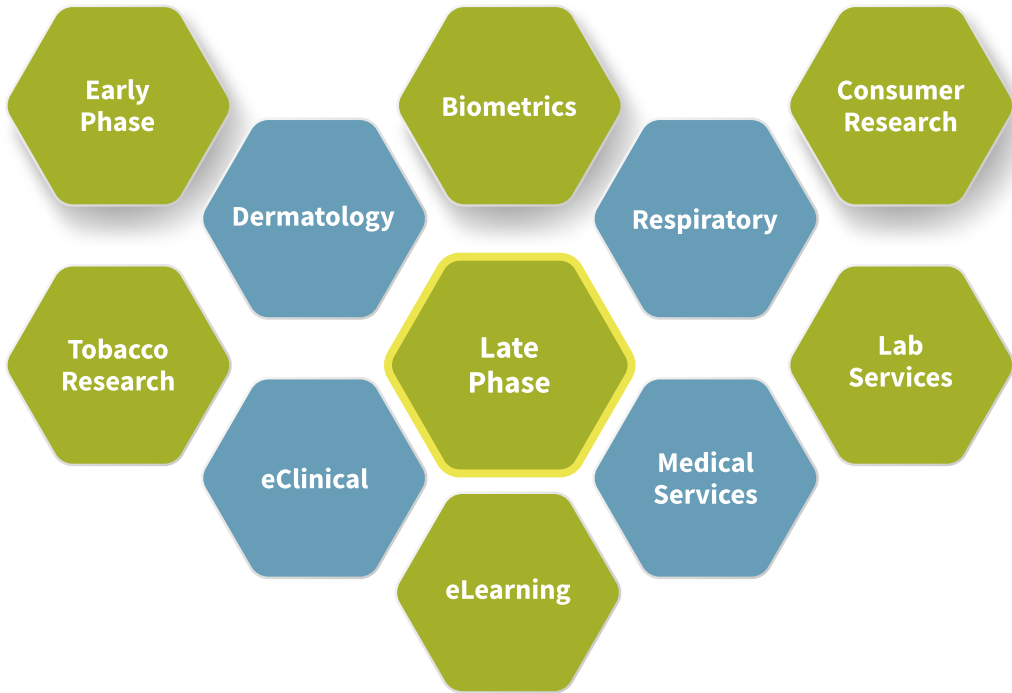 Early
Phase
Biometrics
Consumer
Research
Dermatology
Respiratory
Tobacco
Research
Late
Phase
Lab
Services
eClinical
Medical
Services
eLearning